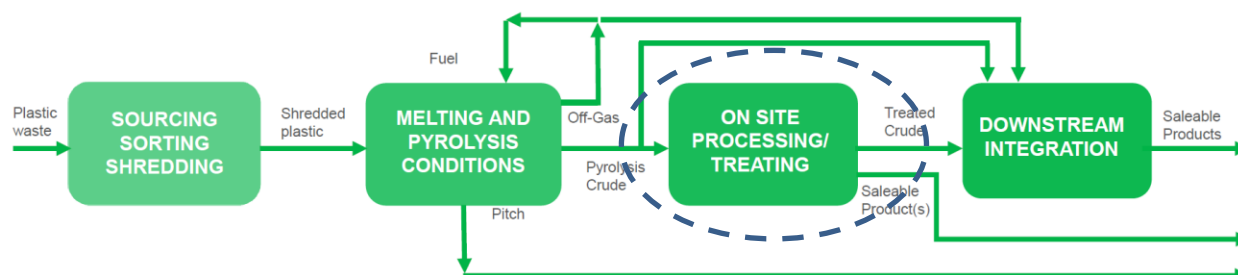 Fuel
Plastic
waste
SOURCING
SORTING
SHREDDING
Shredded
plastic
MELTING AND
PYROLYSIS
CONDITIONS
Off-Gas
Pyrolysis
Crude
Pitch
ON SITE
PROCESSING/
TREATING
Treated
Crude
Saleable
Product(s)
DOWNSTREAM
INTEGRATION
Saleable
Products